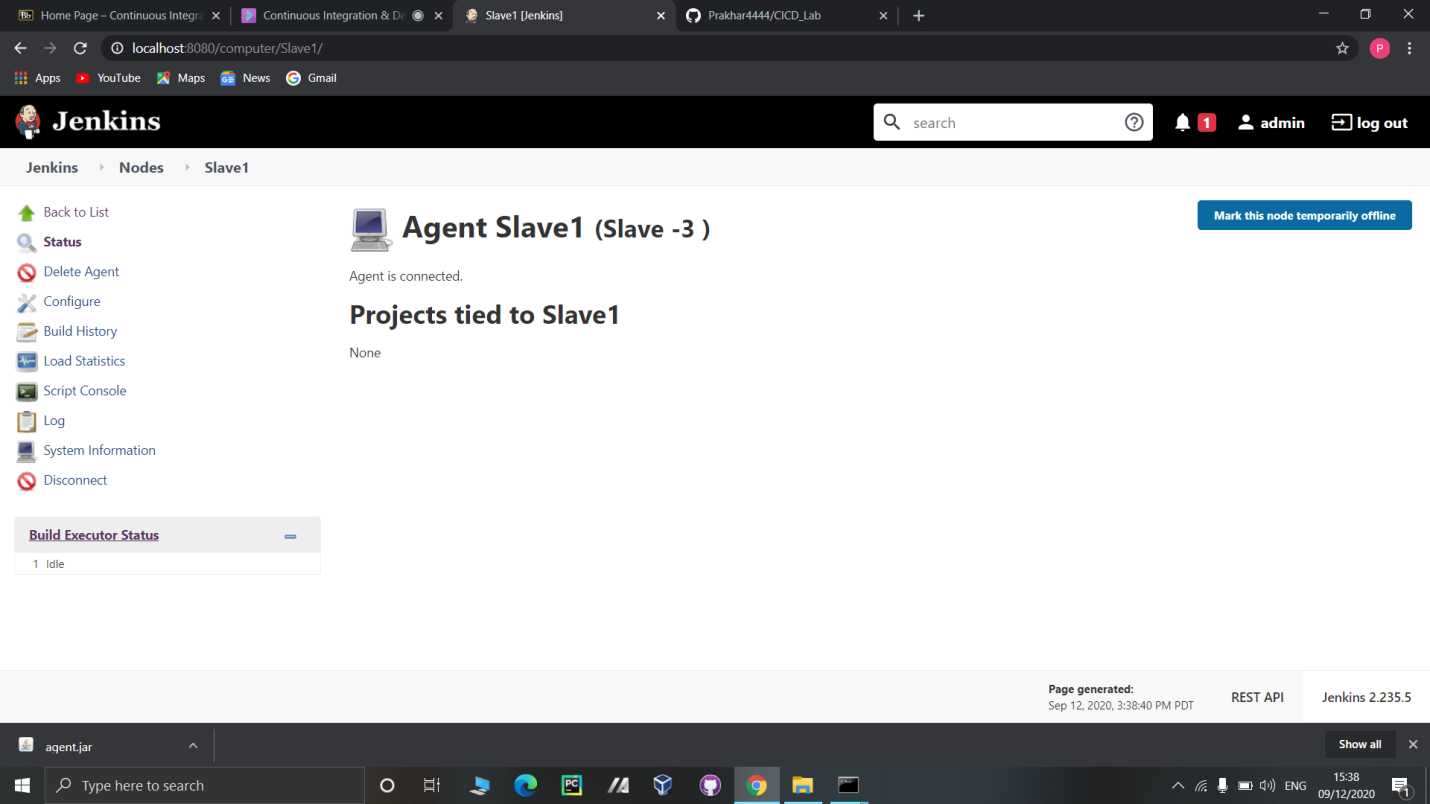 Home Page – Continuous Integra
Continuous Integration & De
Slave1 [Jenkins]
Prakhar4444/CICD_Lab
localhost:8080/computer/Slave1/
P
Apps
YouTube
Maps
News
Gmail
Jenkins
search
1
admin
log out
Jenkins
Nodes
Slave1
Back to List
Status
Delete Agent
Configure
Build History
Load Statistics
Script Console
Log
System Information
Disconnect
Build Executor Status
1 Idle
Agent Slave1 (Slave -3 )
Mark this node temporarily offline
Agent is connected.
Projects tied to Slave1
None
Page generated:
Sep 12, 2020, 3:38:40 PM PDT
REST API
Jenkins 2.235.5
agent.jar
Show all
Type here to search
PC
ENG
15:38
09/12/2020
1